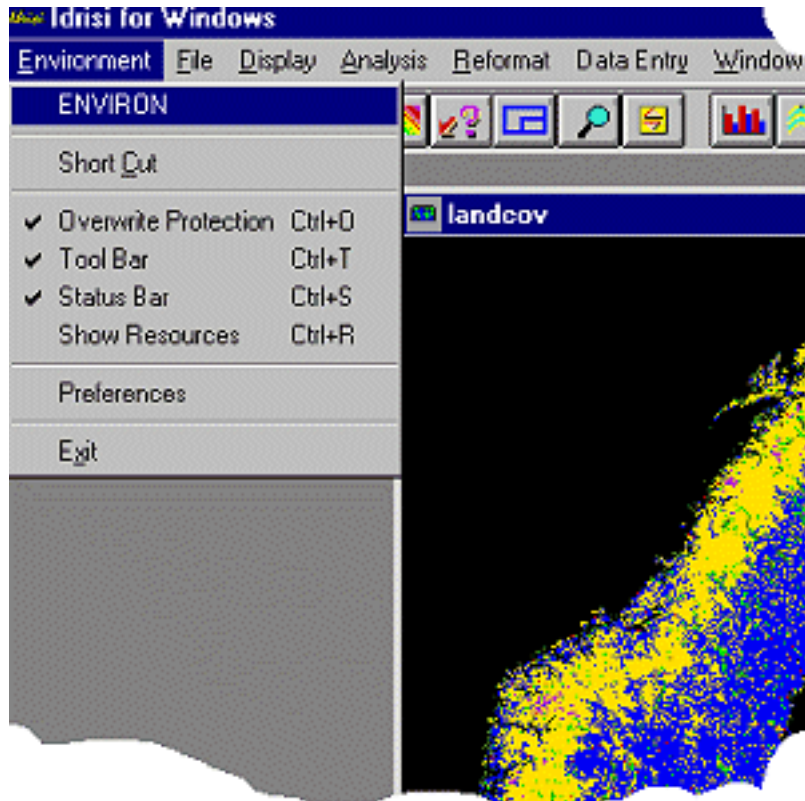 Idrisi for Windows
Environment File Display Analysis Reformat Data Entry Window
ENVIRON
Short Cut
Overwrite Protection Ctrl+O
Tool Bar Ctrl+T
Status Bar Ctrl+S
Show Resources Ctrl+R
Preferences
Exit
landcov